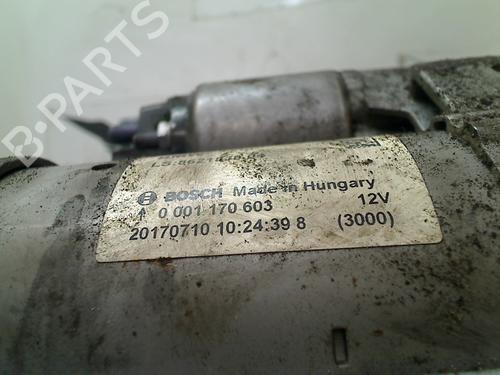 B-PARTS
BOSCH Made in Hungary
0 001 170 603 12V
20170710 10:24:39 8 (3000)